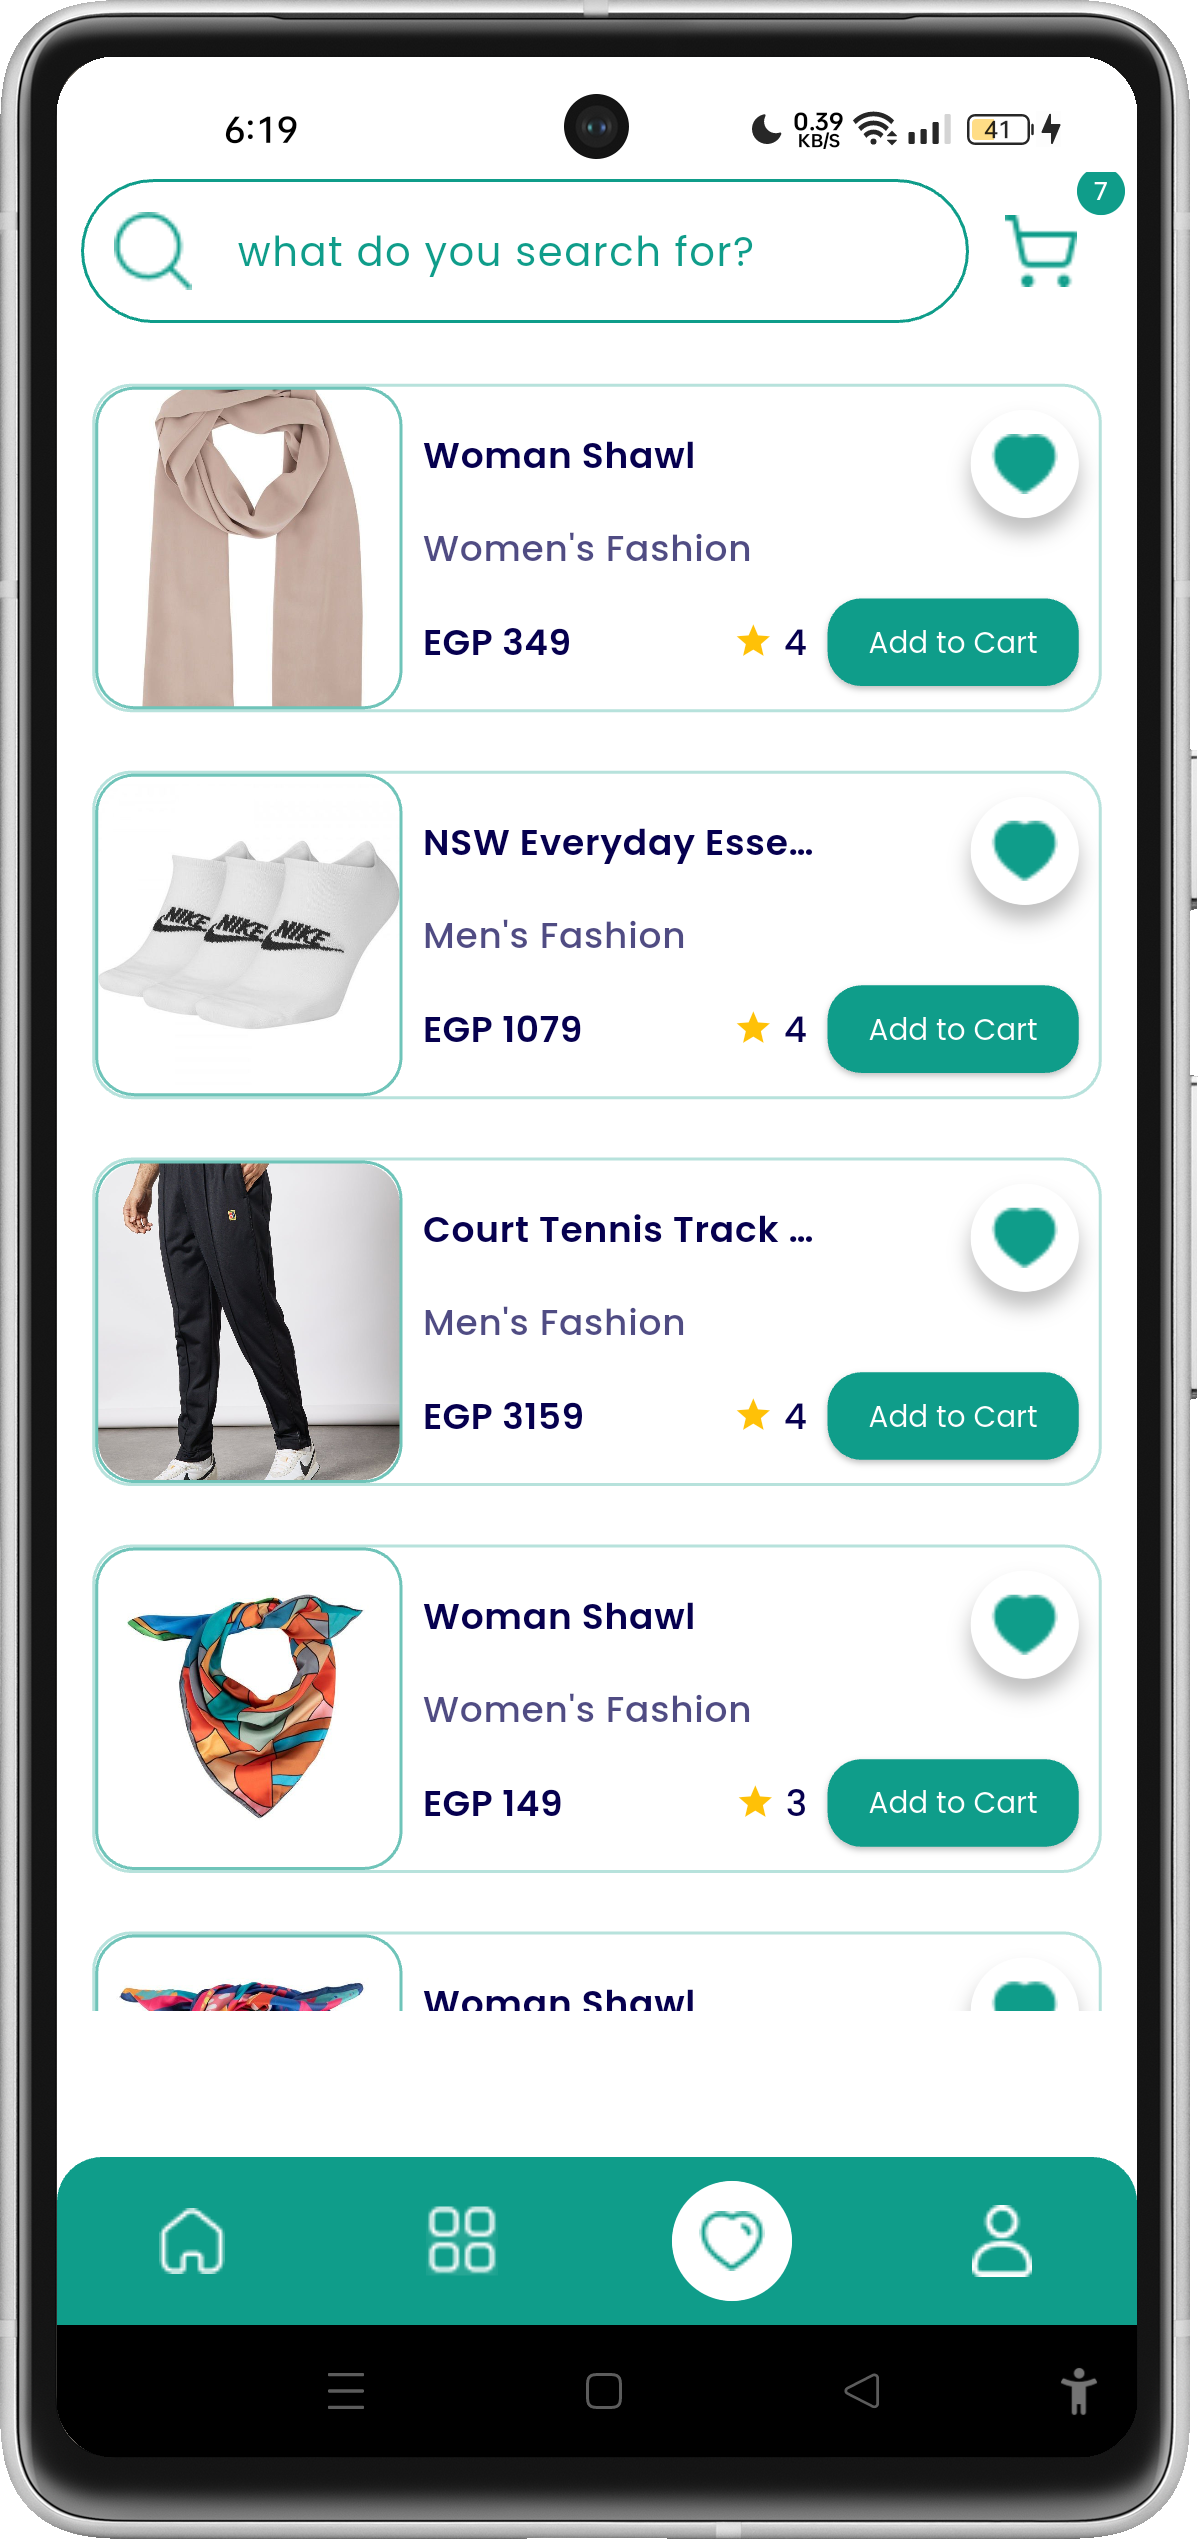 6:19
0.39
KB/S
41
7
what do you search for?
Woman Shawl
Women's Fashion
EGP 349
4
Add to Cart
NIKE NIKE NIKE
NSW Everyday Esse...
Men's Fashion
EGP 1079
4
Add to Cart
Court Tennis Track ...
Men's Fashion
EGP 3159
4
Add to Cart
Woman Shawl
Women's Fashion
EGP 149
3
Add to Cart
Woman Shawl